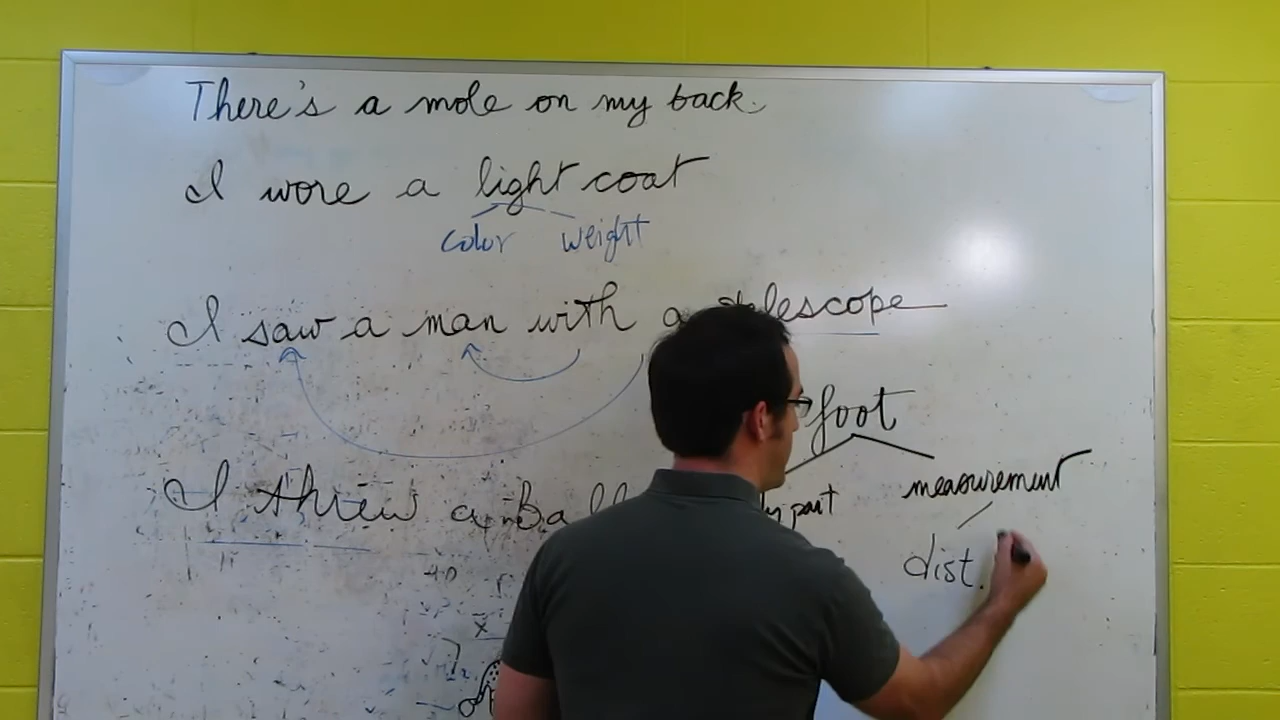 There's a mole on my back.
I wore a light coat
color weight
I saw a man with a telescope
foot
I threw a Ball
part measurement
dist.